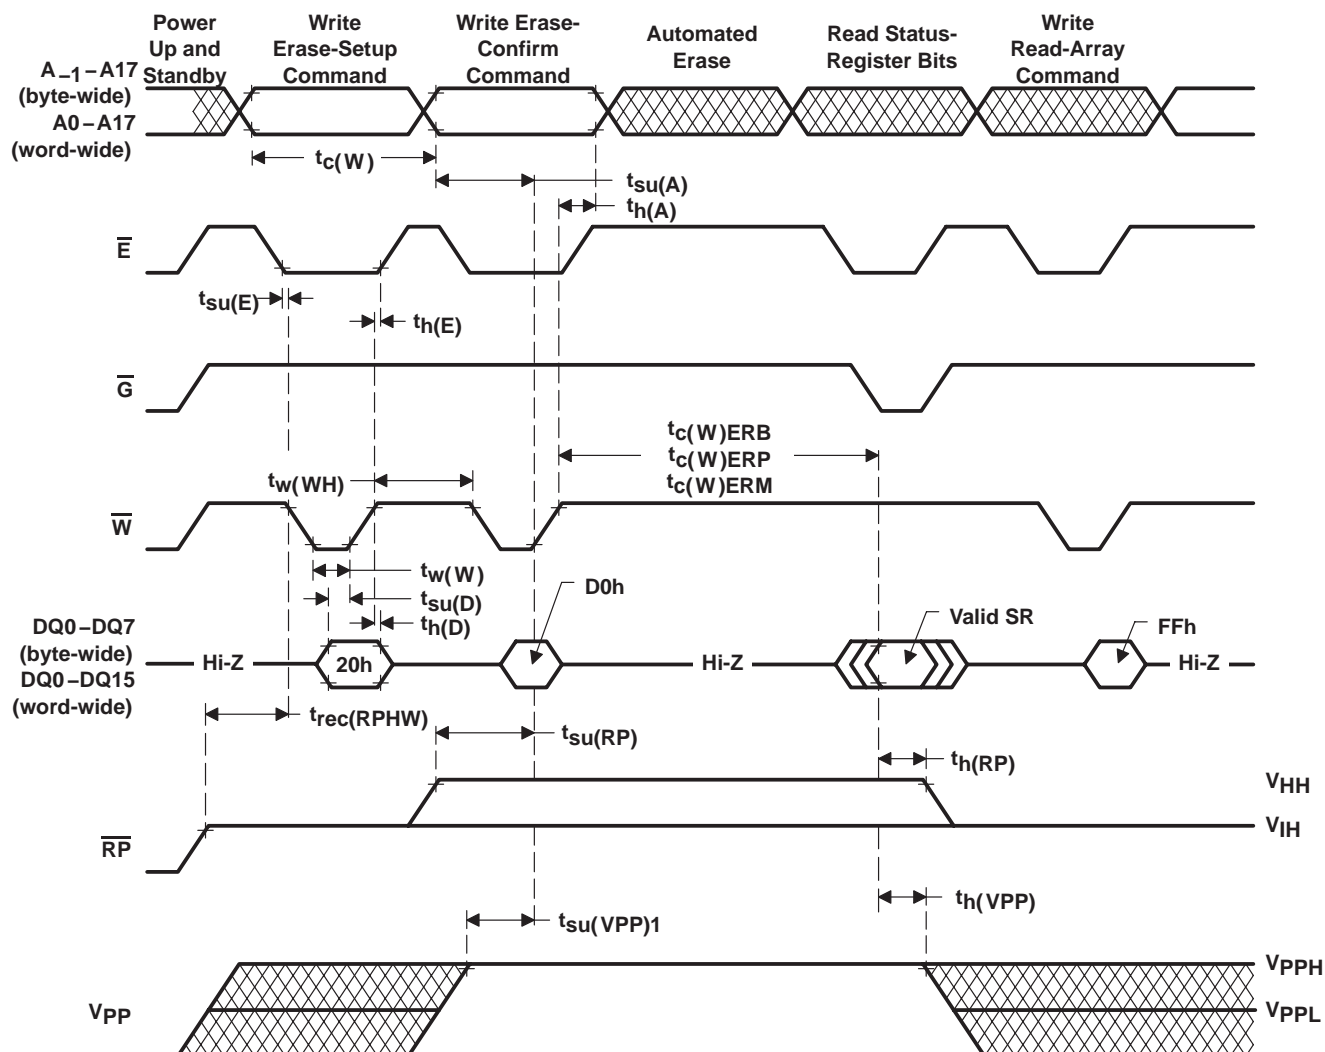 Power
Up and
Standby
Write
Erase-Setup
Command
Write Erase-
Confirm
Command
Automated
Erase
Read Status-
Register Bits
Write
Read-Array
Command
A–1–A17
(byte-wide)
A0–A17
(word-wide)
tc(W)
tsu(A)
th(A)
E
tsu(E)
th(E)
G
tc(W)ERB
tc(W)ERP
tc(W)ERM
tw(WH)
W
tw(W)
tsu(D)
th(D)
D0h
Valid SR
FFh
DQ0–DQ7
(byte-wide)
DQ0–DQ15
(word-wide)
Hi-Z
20h
Hi-Z
Hi-Z
trec(RPHW)
tsu(RP)
th(RP)
VHH
VIH
RP
th(VPP)
tsu(VPP)1
VPPH
VPP
VPPL